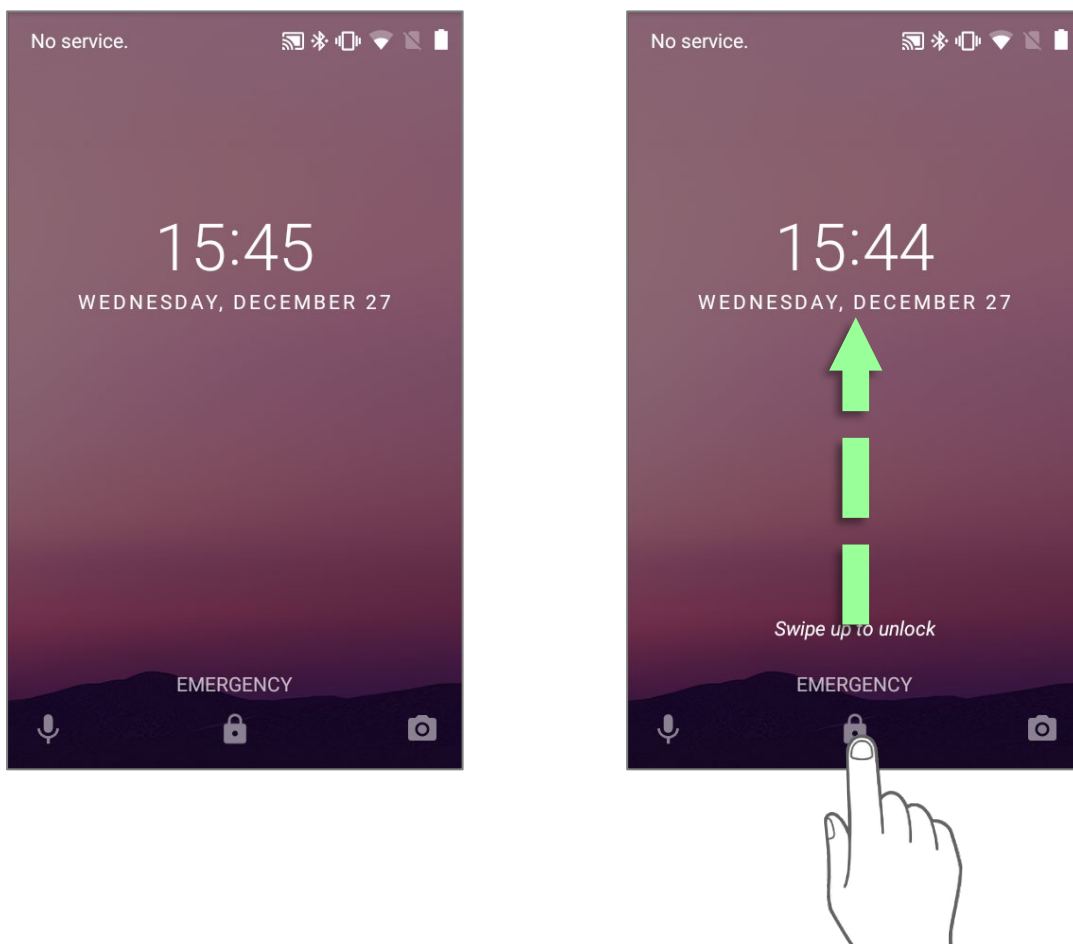 No service.
15:45
WEDNESDAY, DECEMBER 27
EMERGENCY
No service.
15:44
WEDNESDAY, DECEMBER 27
Swipe up to unlock
EMERGENCY